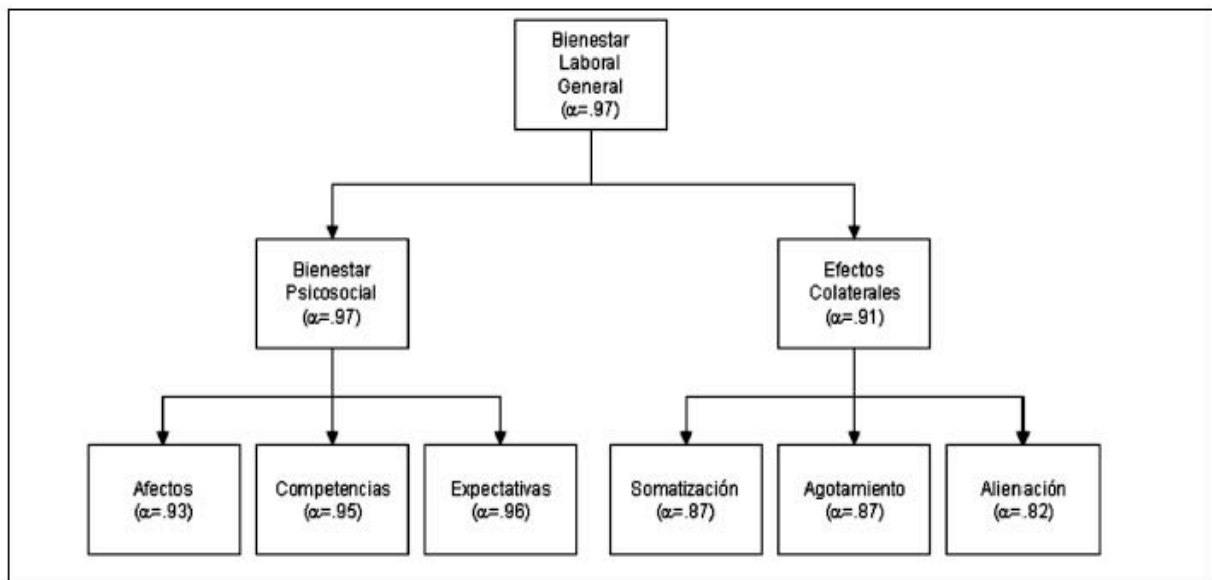 Bienestar
Laboral
General
(α=.97)
Bienestar
Psicosocial
(α=.97)
Efectos
Colaterales
(α=.91)
Afectos
(α=.93)
Competencias
(α=.95)
Expectativas
(α=.96)
Somatización
(α=.87)
Agotamiento
(α=.87)
Alienación
(α=.82)